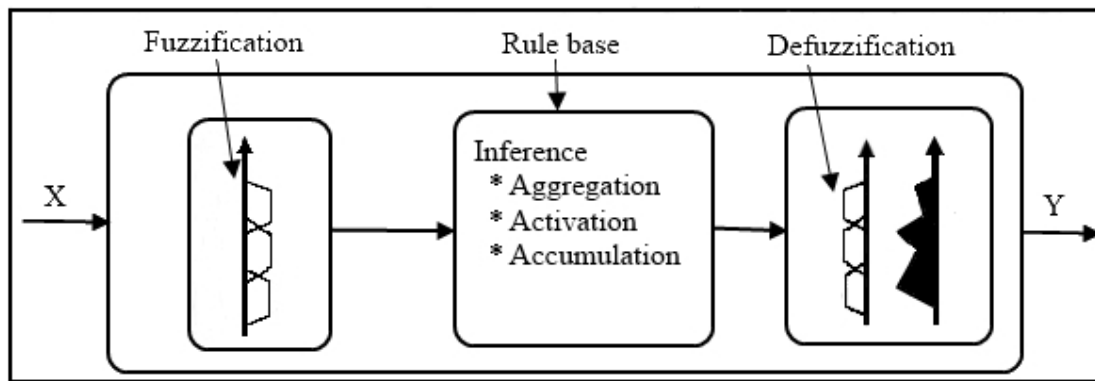 Fuzzification
Rule base
Defuzzification
X
Inference
* Aggregation
* Activation
* Accumulation
Y